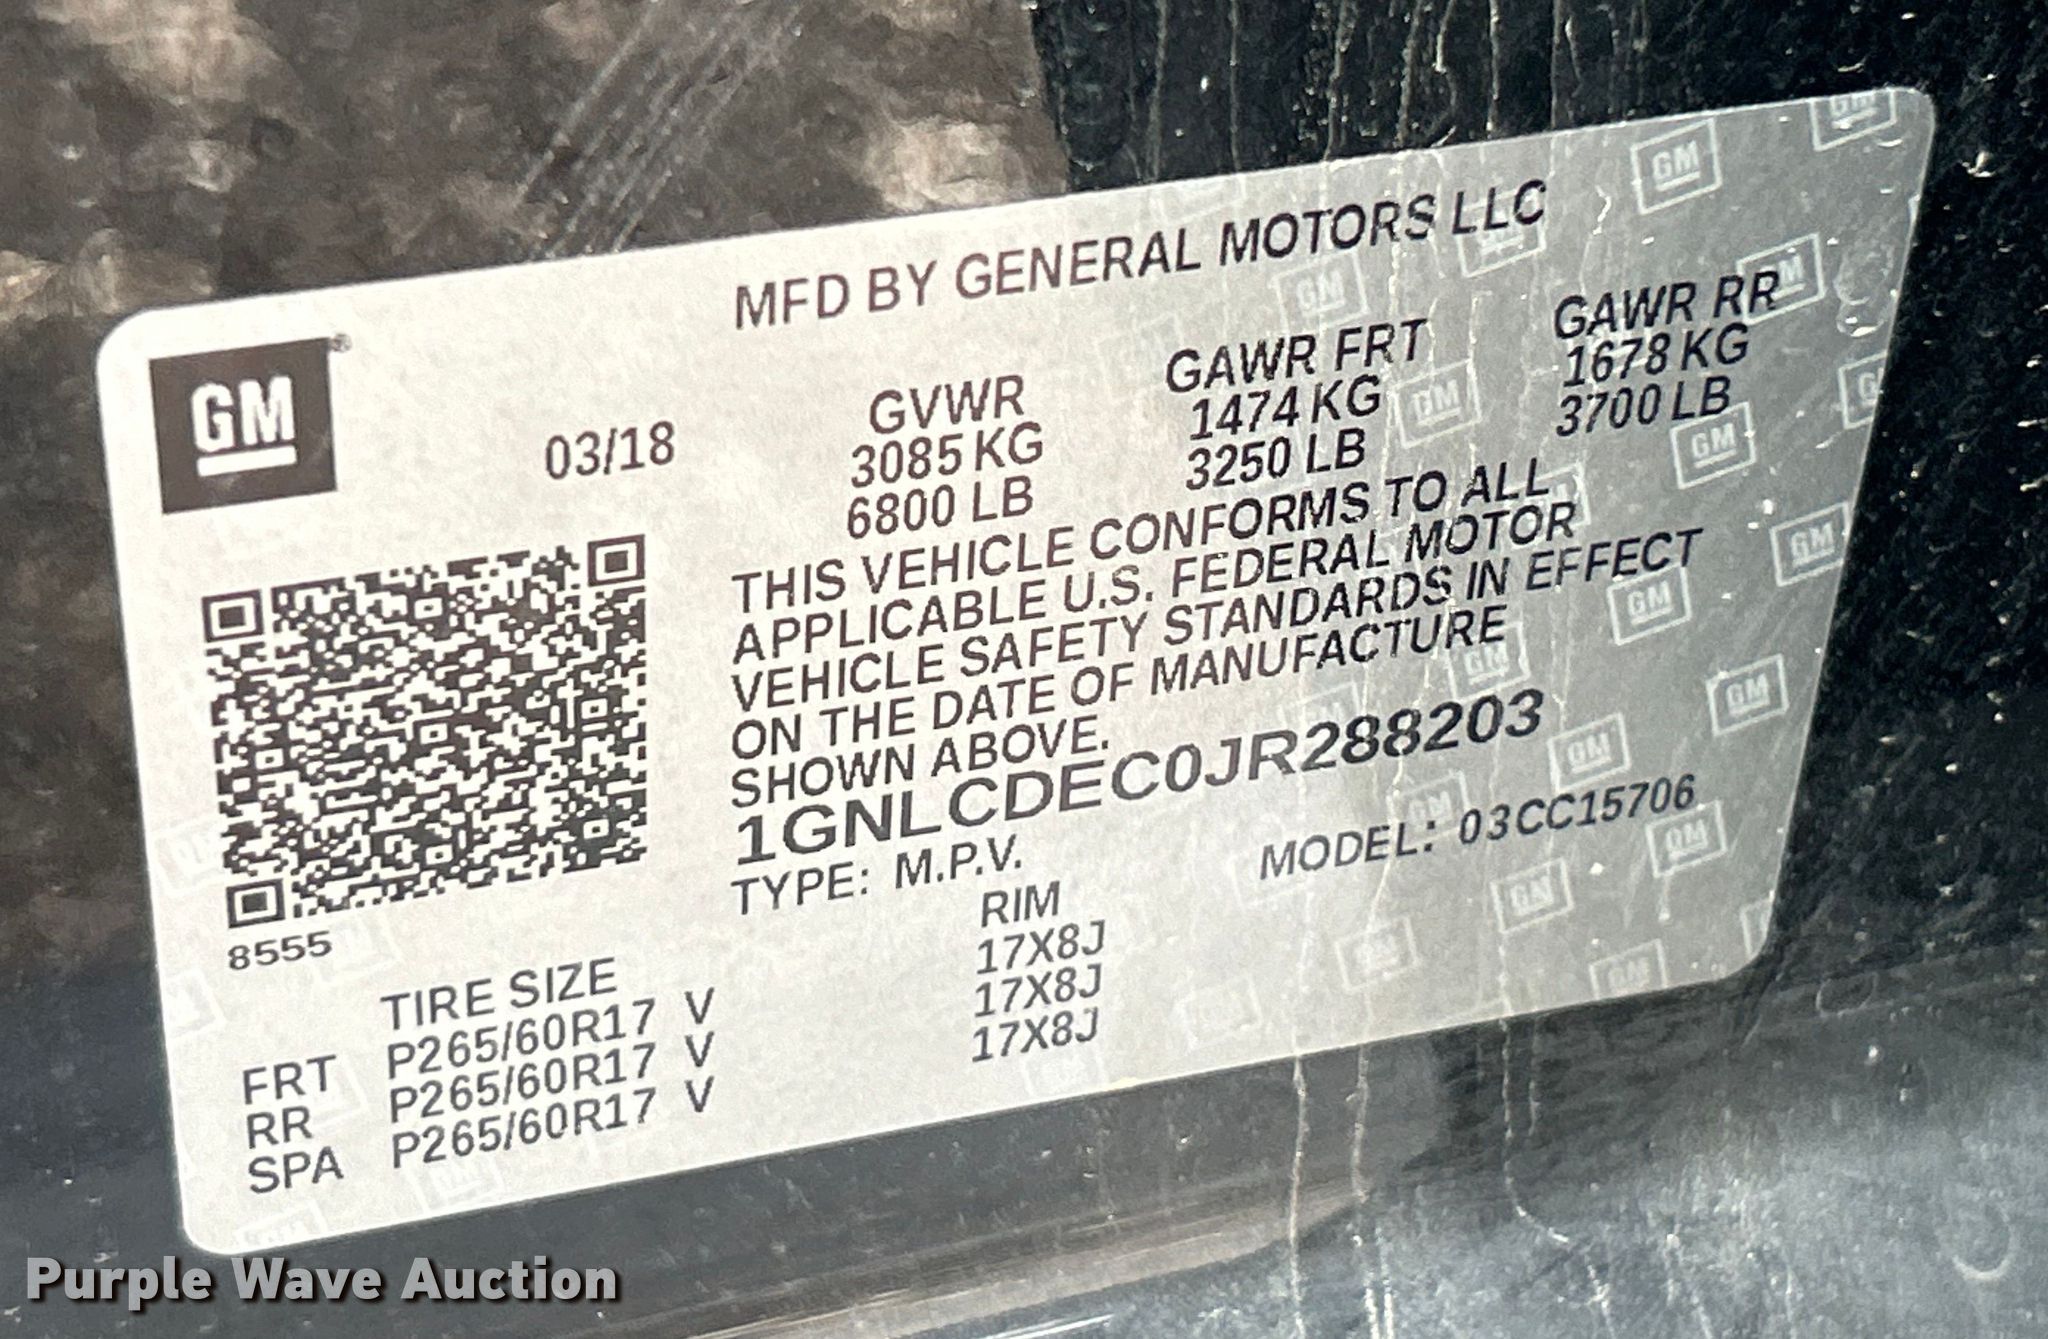 MFD BY GENERAL MOTORS LLC
GM
03/18
GVWR GAWR FRT GAWR RR
3085 KG 1474 KG 1678 KG
6800 LB 3250 LB 3700 LB
THIS VEHICLE CONFORMS TO ALL
APPLICABLE U.S. FEDERAL MOTOR
VEHICLE SAFETY STANDARDS IN EFFECT
ON THE DATE OF MANUFACTURE
SHOWN ABOVE.
1GNLCDEC0JR288203
TYPE: M.P.V. MODEL: 03CC15706
8555
TIRE SIZE RIM
FRT P265/60R17 V 17X8J
RR P265/60R17 V 17X8J
SPA P265/60R17 V 17X8J
Purple Wave Auction